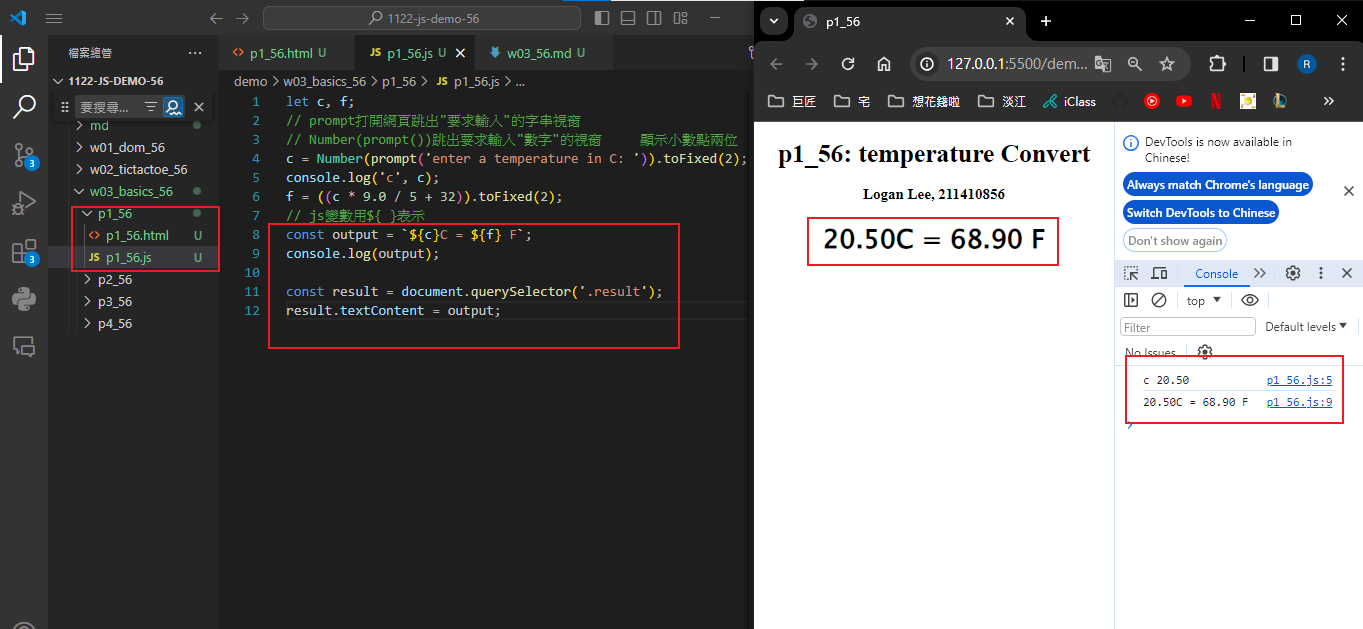 1122-js-demo-56
檔案總管
1122-JS-DEMO-56
要搜尋...
md
w01_dom_56
w02_tictactoe_56
w03_basics_56
p1_56
p1_56.html U
JS p1_56.js U
p2_56
p3_56
p4_56
3
3
p1_56.html U
JS p1_56.js U
w03_56.md U
demo > w03_basics_56 > p1_56 > JS p1_56.js > ...
1 let c, f;
2 // prompt打開網頁跳出"要求輸入"的字串視窗
3 // Number(prompt())跳出要求輸入"數字"的視窗 顯示小數點兩位
4 c = Number(prompt('enter a temperature in C: ')).toFixed(2);
5 console.log('c', c);
6 f = ((c * 9.0 / 5 + 32)).toFixed(2);
7 // js變數用${ }表示
8 const output = `${c}C = ${f} F`;
9 console.log(output);
10
11 const result = document.querySelector('.result');
12 result.textContent = output;
p1_56
127.0.0.1:5500/dem...
R
巨匠
宅
想花錢啦
淡江
iClass
p1_56: temperature Convert
Logan Lee, 211410856
20.50C = 68.90 F
DevTools is now available in
Chinese!
Always match Chrome's language
Switch DevTools to Chinese
Don't show again
Console
top
Filter
Default levels
No Issues
c 20.50 p1_56.js:5
20.50C = 68.90 F p1_56.js:9